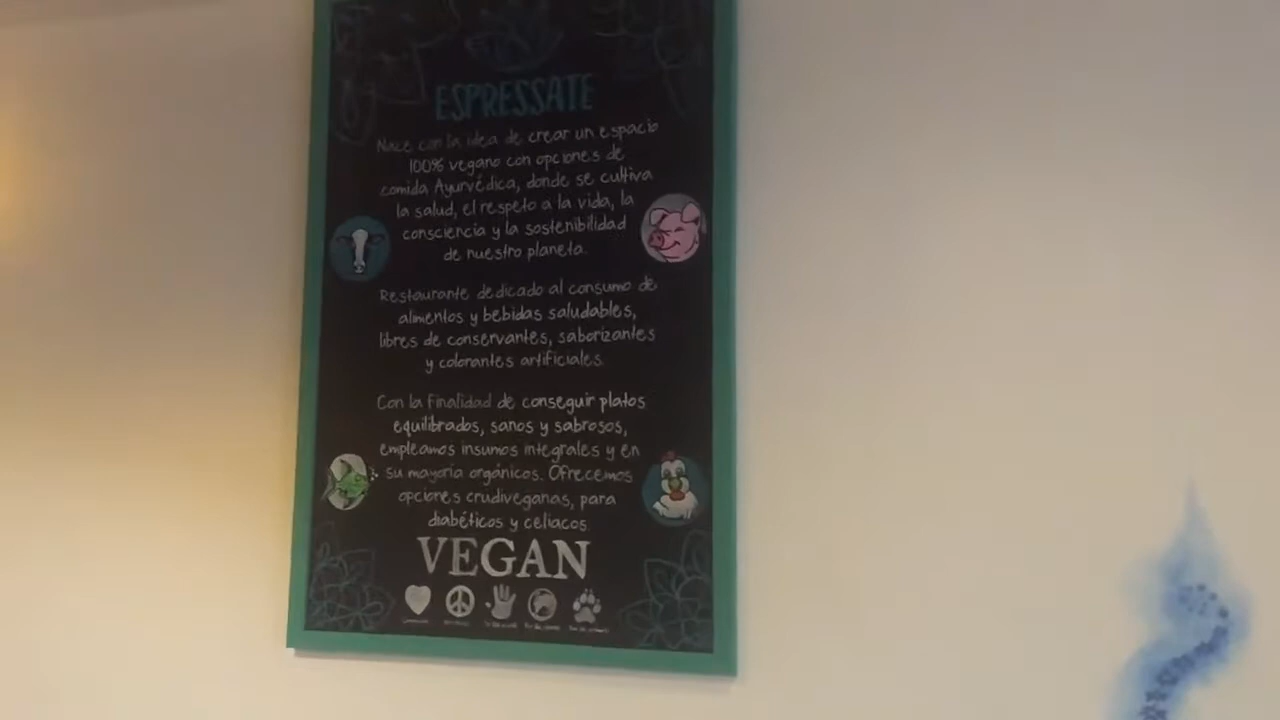 ESPRESSATE
Nace con la idea de crear un espacio
100% vegano con opciones de
comida Ayurvédica, donde se cultiva
la salud, el respeto a la vida, la
consciencia y la sostenibilidad
de nuestro planeta.
Restaurante dedicado al consumo de
alimentos y bebidas saludables,
libres de conservantes, saborizantes
y colorantes artificiales.
Con la finalidad de conseguir platos
equilibrados, sanos y sabrosos,
empleamos insumos integrales y en
su mayoría orgánicos. Ofrecemos
opciones crudiveganas, para
diabéticos y celiacos.
VEGAN